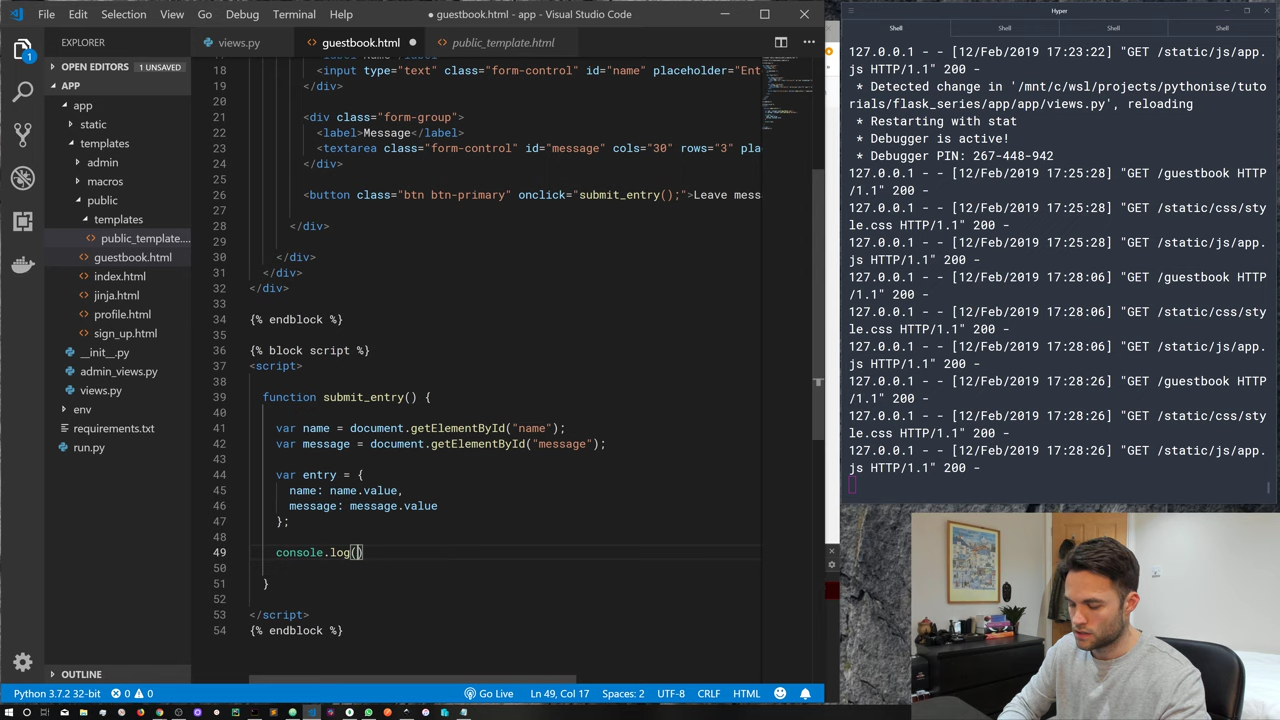 File Edit Selection View Go Debug Terminal Help
● guestbook.html - app - Visual Studio Code
EXPLORER
OPEN EDITORS 1 UNSAVED
APP
app
static
templates
admin
macros
public
templates
public_template....
guestbook.html
index.html
jinja.html
profile.html
sign_up.html
__init__.py
admin_views.py
views.py
env
requirements.txt
run.py
OUTLINE
1
views.py guestbook.html ● public_template.html
18 <input type="text" class="form-control" id="name" placeholder="Ent
19 </div>
20
21 <div class="form-group">
22 <label>Message</label>
23 <textarea class="form-control" id="message" cols="30" rows="3" pla
24 </div>
25
26 <button class="btn btn-primary" onclick="submit_entry();">Leave mess
27
28 </div>
29
30 </div>
31 </div>
32 </div>
33
34 {% endblock %}
35
36 {% block script %}
37 <script>
38
39 function submit_entry() {
40
41 var name = document.getElementById("name");
42 var message = document.getElementById("message");
43
44 var entry = {
45 name: name.value,
46 message: message.value
47 };
48
49 console.log()
50
51 }
52
53 </script>
54 {% endblock %}
Python 3.7.2 32-bit 0 0 Go Live Ln 49, Col 17 Spaces: 2 UTF-8 CRLF HTML
Hyper
Shell Shell Shell Shell
127.0.0.1 - - [12/Feb/2019 17:23:22] "GET /static/js/app.
js HTTP/1.1" 200 -
* Detected change in '/mnt/c/wsl/projects/pythonise/tuto
rials/flask_series/app/app/views.py', reloading
* Restarting with stat
* Debugger is active!
* Debugger PIN: 267-448-942
127.0.0.1 - - [12/Feb/2019 17:25:28] "GET /guestbook HTTP
/1.1" 200 -
127.0.0.1 - - [12/Feb/2019 17:25:28] "GET /static/css/sty
le.css HTTP/1.1" 200 -
127.0.0.1 - - [12/Feb/2019 17:25:28] "GET /static/js/app.
js HTTP/1.1" 200 -
127.0.0.1 - - [12/Feb/2019 17:28:06] "GET /guestbook HTTP
/1.1" 200 -
127.0.0.1 - - [12/Feb/2019 17:28:06] "GET /static/css/sty
le.css HTTP/1.1" 200 -
127.0.0.1 - - [12/Feb/2019 17:28:06] "GET /static/js/app.
js HTTP/1.1" 200 -
127.0.0.1 - - [12/Feb/2019 17:28:26] "GET /guestbook HTTP
/1.1" 200 -
127.0.0.1 - - [12/Feb/2019 17:28:26] "GET /static/css/sty
le.css HTTP/1.1" 200 -
127.0.0.1 - - [12/Feb/2019 17:28:26] "GET /static/js/app.
js HTTP/1.1" 200 -